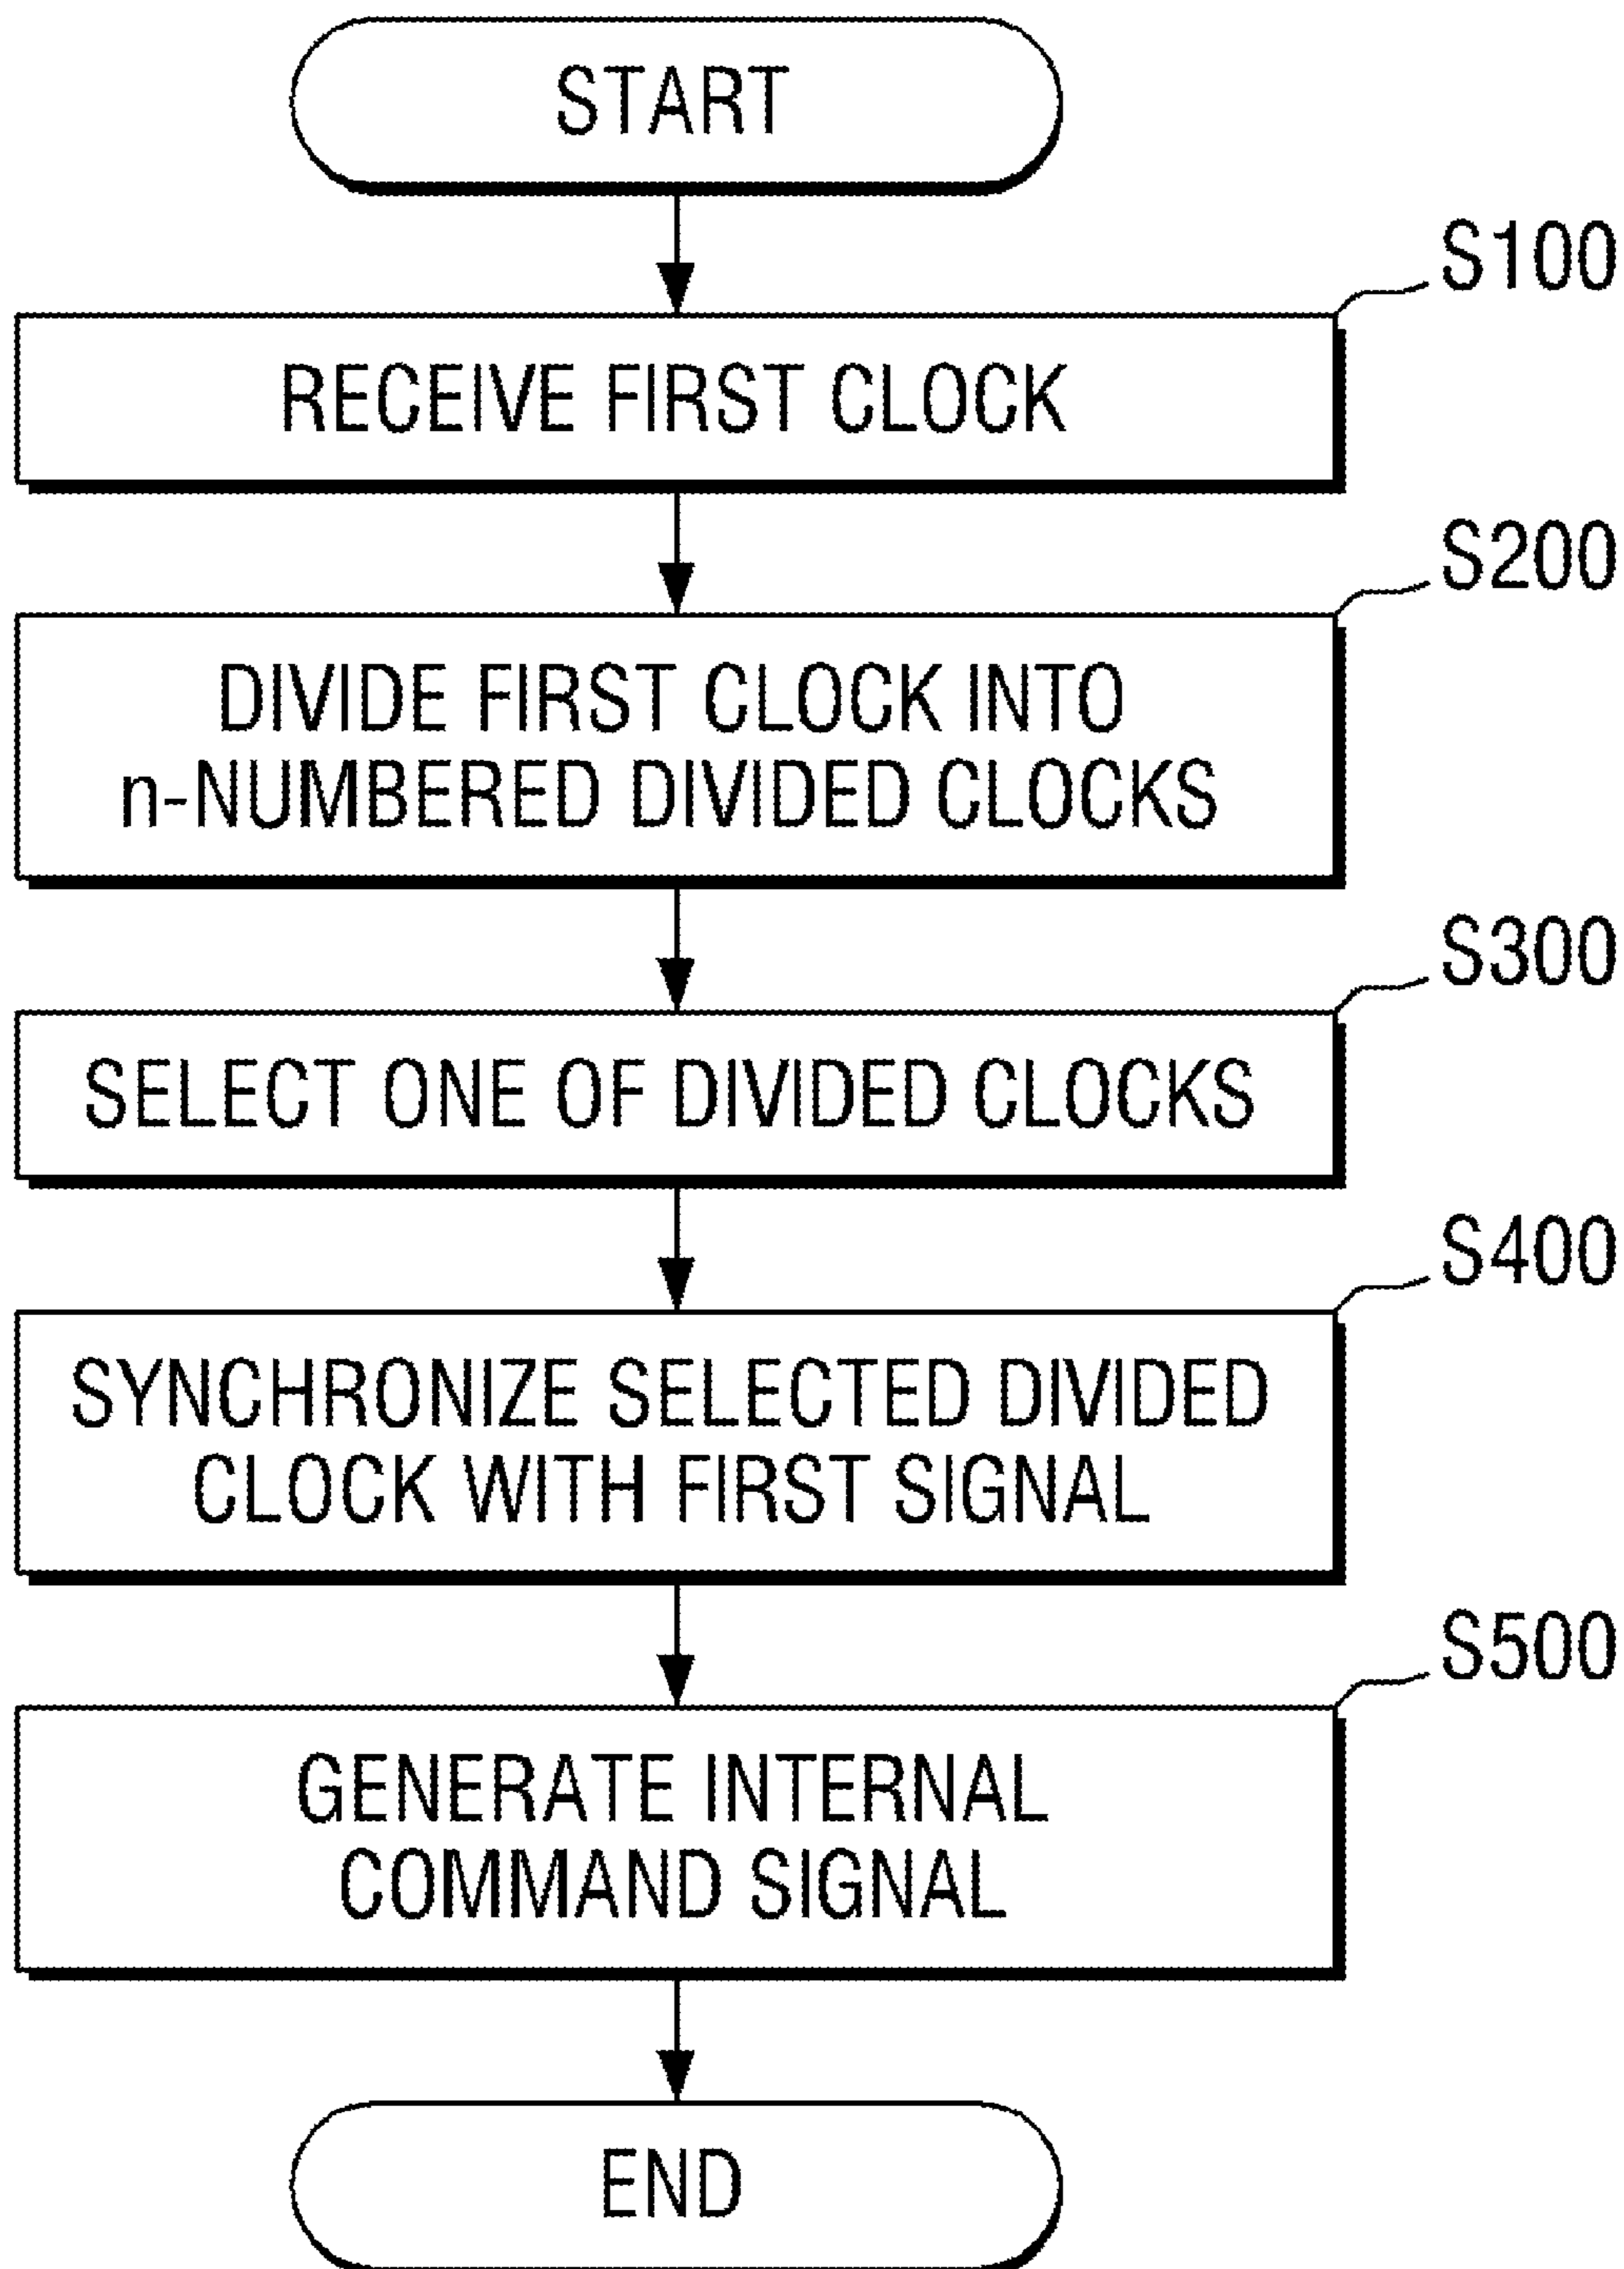 START
S100
RECEIVE FIRST CLOCK
S200
DIVIDE FIRST CLOCK INTO
n-NUMBERED DIVIDED CLOCKS
S300
SELECT ONE OF DIVIDED CLOCKS
S400
SYNCHRONIZE SELECTED DIVIDED
CLOCK WITH FIRST SIGNAL
S500
GENERATE INTERNAL
COMMAND SIGNAL
END